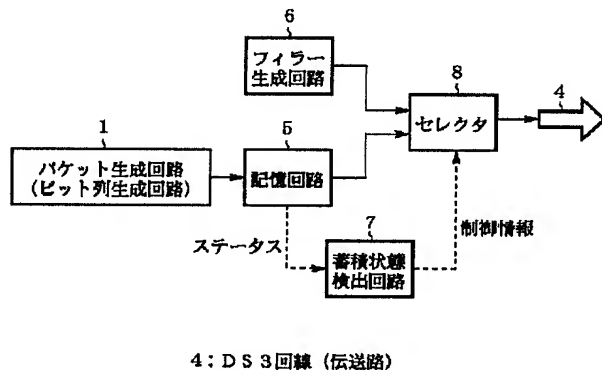 6
フィラー
生成回路
8
セレクタ
4
1
パケット生成回路
(ビット列生成回路)
5
記憶回路
ステータス
7
蓄積状態
検出回路
制御情報
4;DS3回線(伝送路)